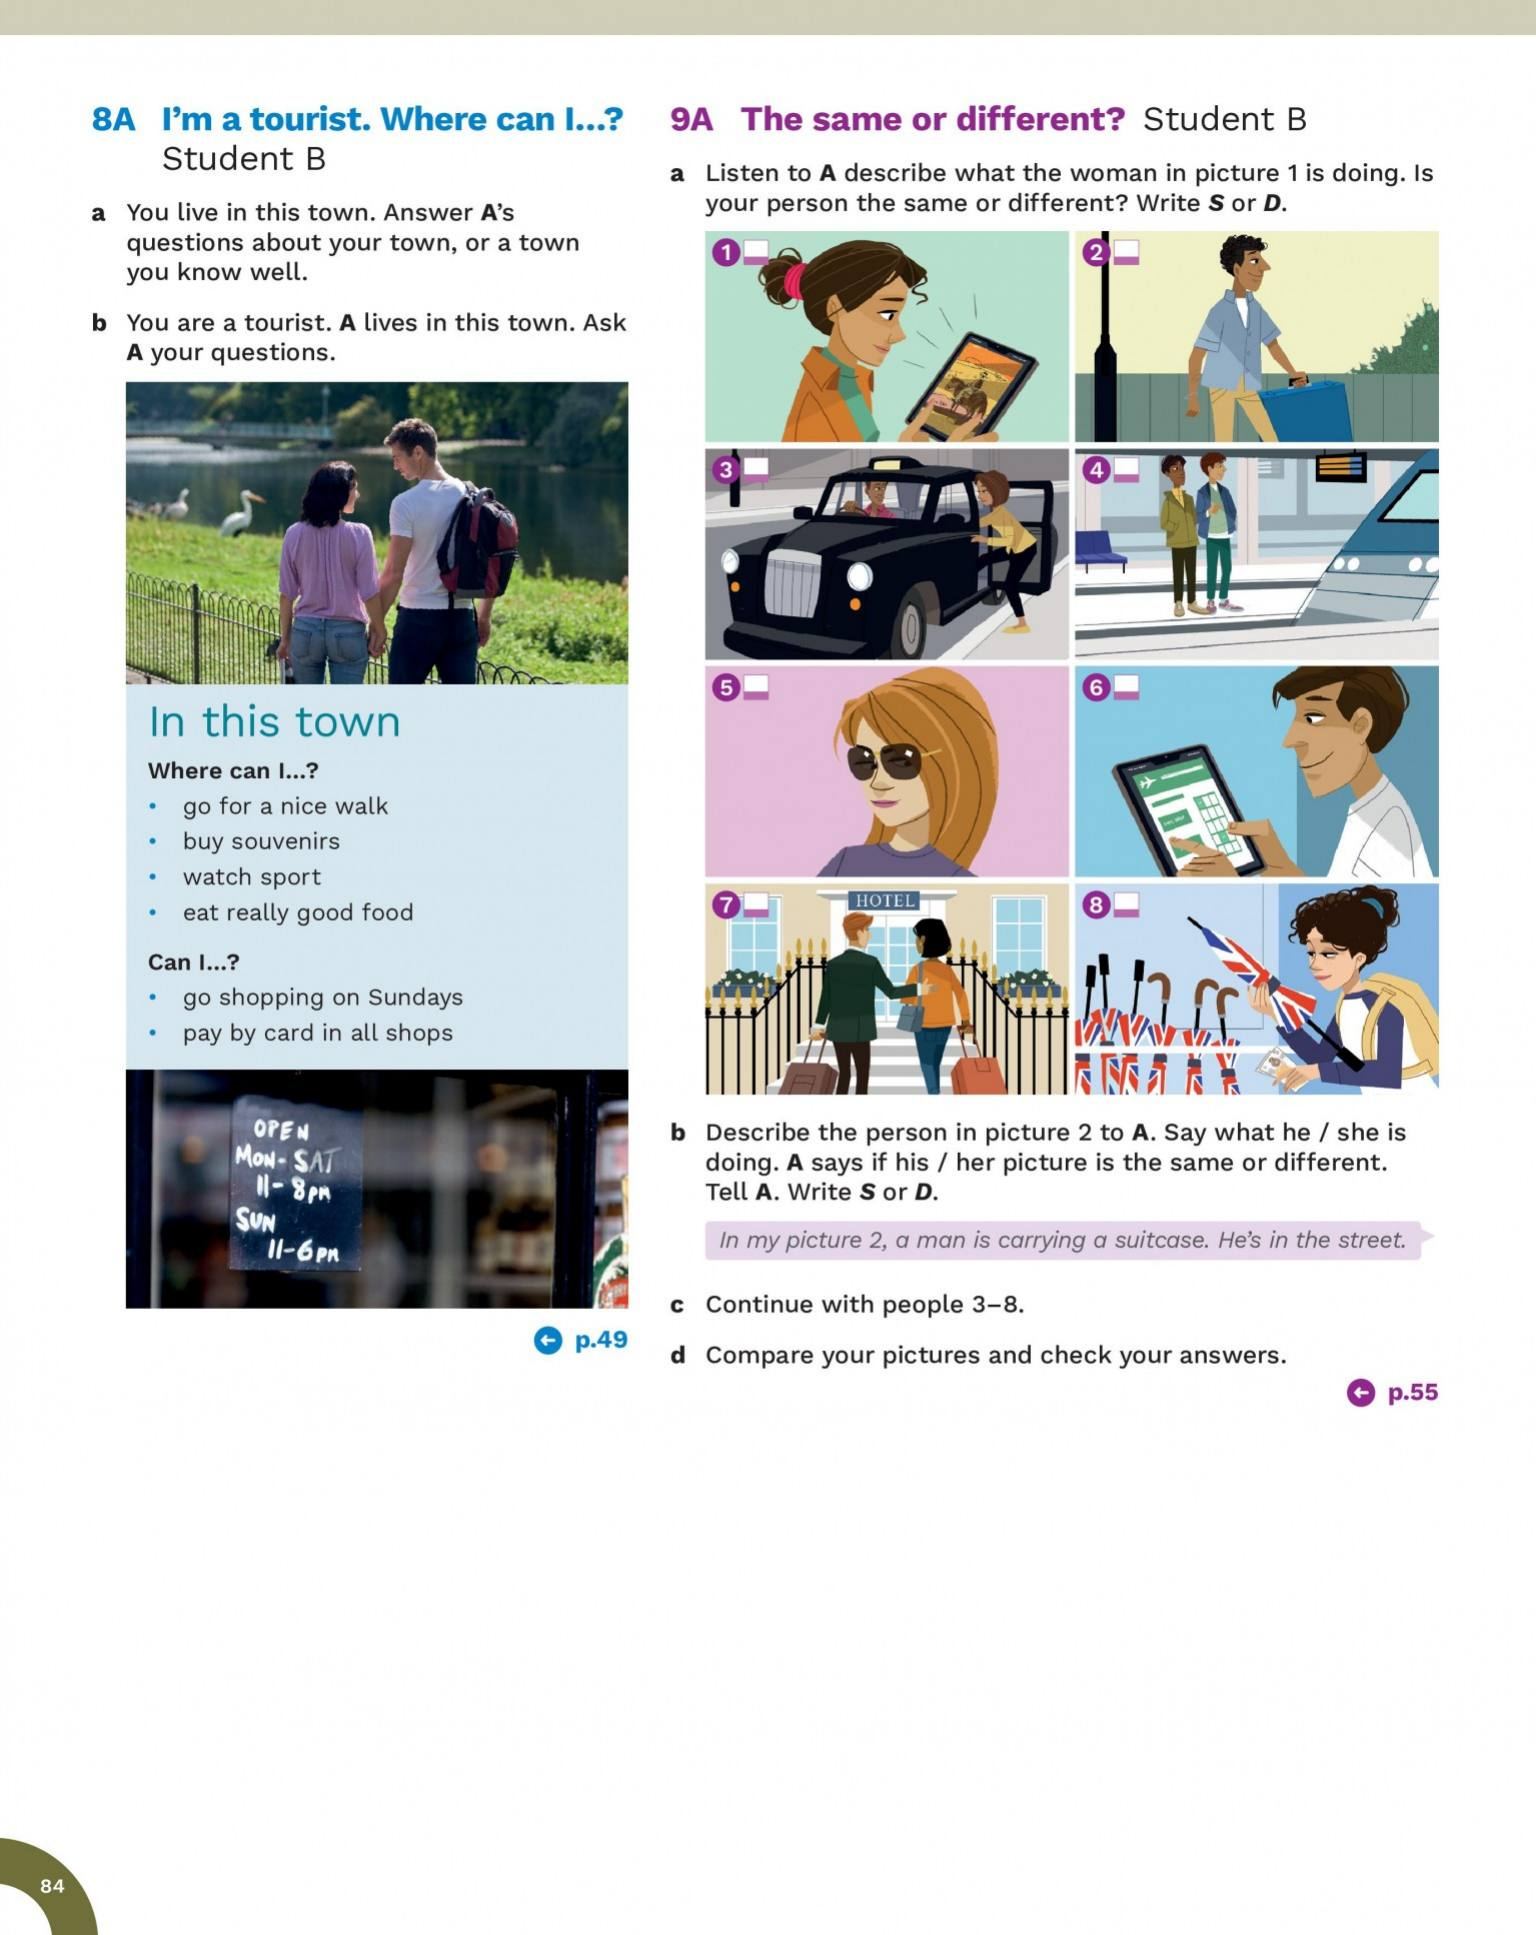 8A I'm a tourist. Where can I...?
Student B
a You live in this town. Answer A's
questions about your town, or a town
you know well.
b You are a tourist. A lives in this town. Ask
A your questions.
In this town
Where can I...?
• go for a nice walk
• buy souvenirs
• watch sport
• eat really good food
Can I...?
• go shopping on Sundays
• pay by card in all shops
OPEN
MON-SAT
11-8PM
SUN
11-6PM
p.49
9A The same or different? Student B
a Listen to A describe what the woman in picture 1 is doing. Is
your person the same or different? Write S or D.
1
2
3
4
5
6
7
HOTEL
8
b Describe the person in picture 2 to A. Say what he / she is
doing. A says if his / her picture is the same or different.
Tell A. Write S or D.
In my picture 2, a man is carrying a suitcase. He's in the street.
c Continue with people 3–8.
d Compare your pictures and check your answers.
p.55
84